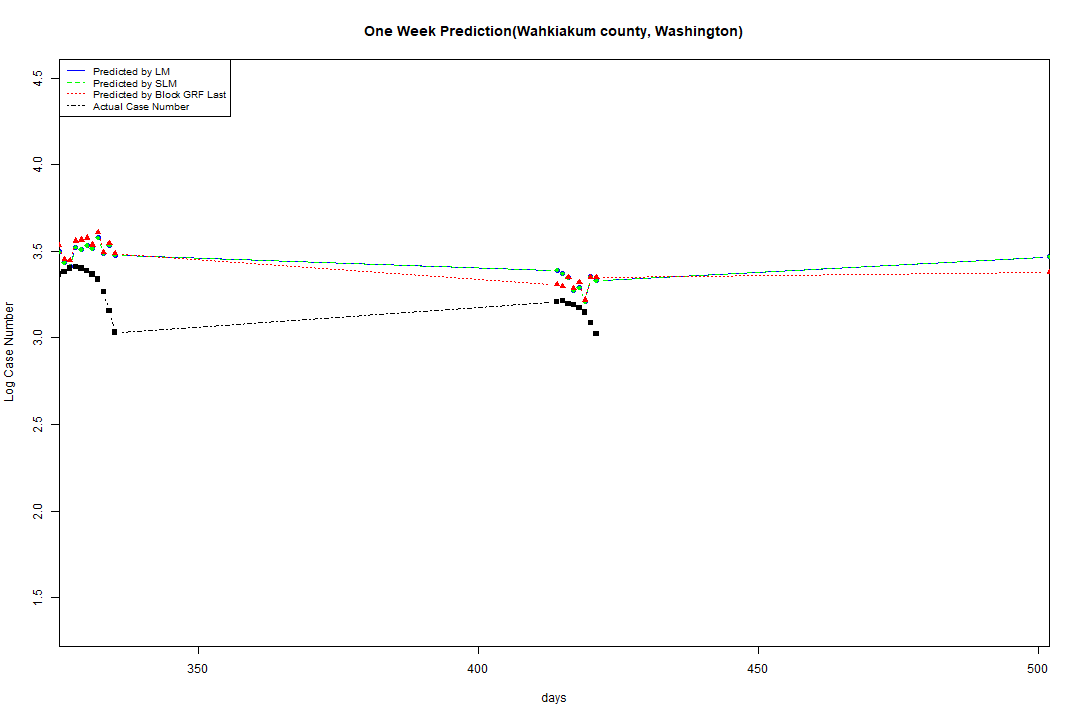 One Week Prediction(Wahkiakum county, Washington)
Predicted by LM
Predicted by SLM
Predicted by Block GRF Last
Actual Case Number
4.5
4.0
3.5
3.0
2.5
2.0
1.5
Log Case Number
350
400
450
500
days